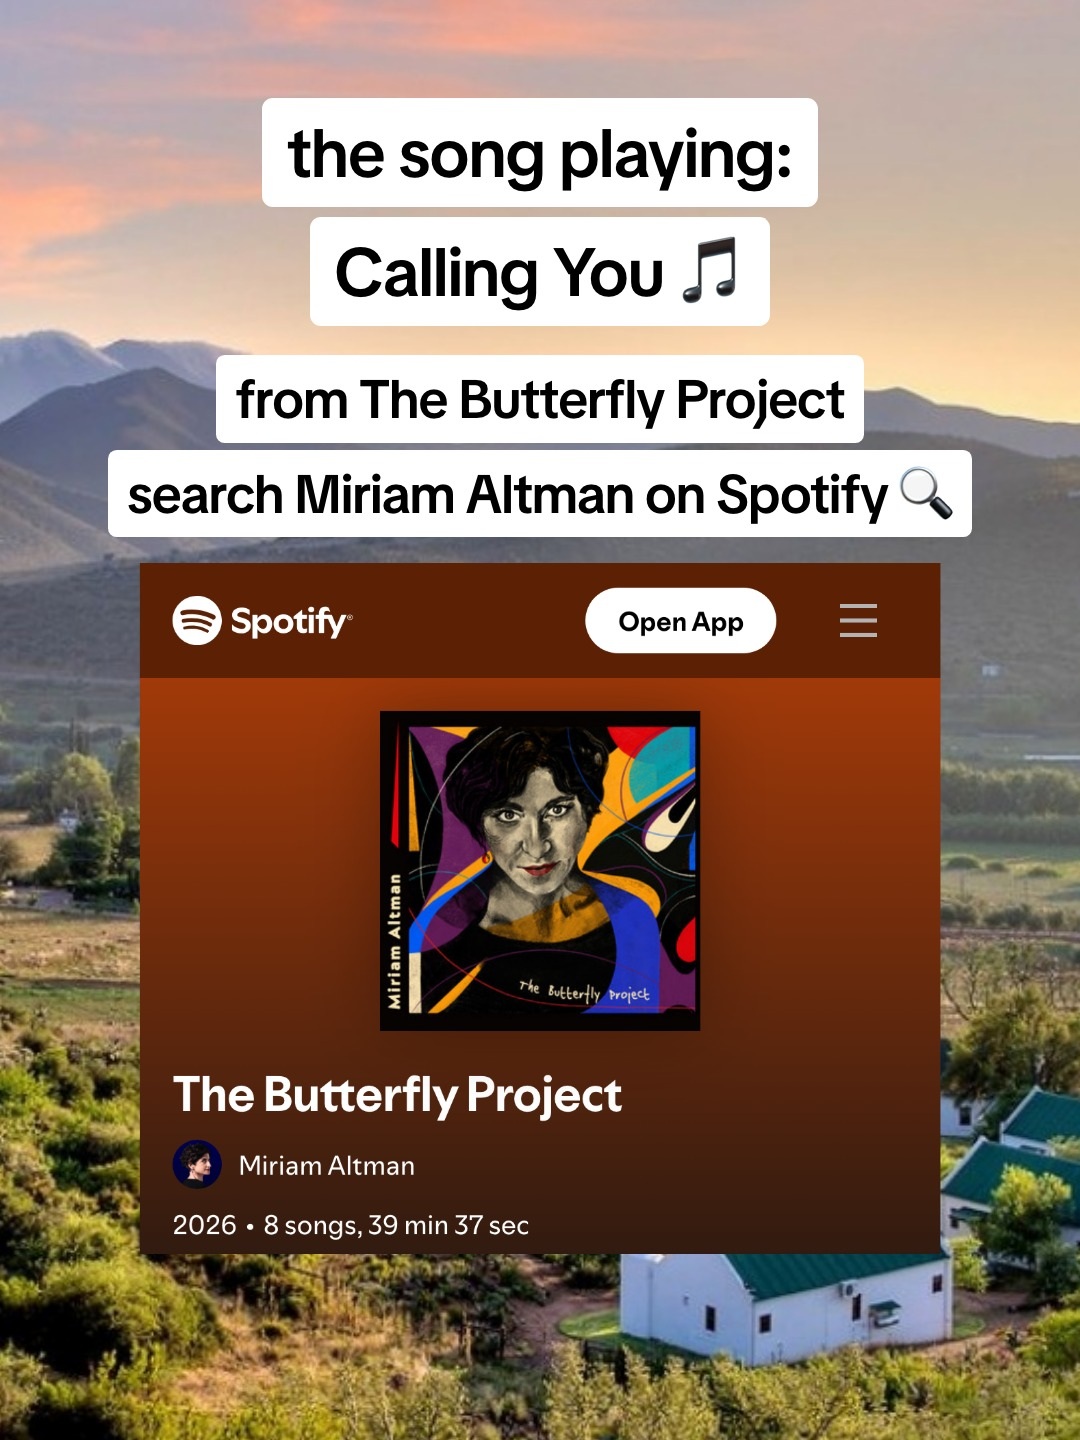 the song playing:
Calling You 🎵
from The Butterfly Project
search Miriam Altman on Spotify 🔍
Spotify®
Open App
Miriam Altman
The Butterfly Project
The Butterfly Project
Miriam Altman
2026 • 8 songs, 39 min 37 sec